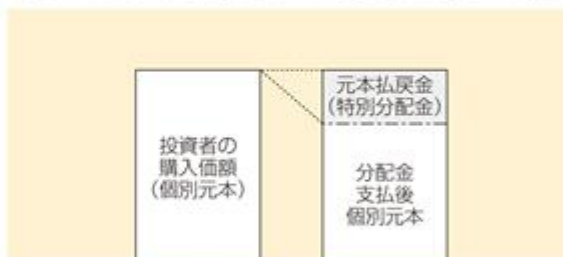 投資者の
購入価額
(個別元本)
元本払戻金
(特別分配金)
分配金
支払後
個別元本